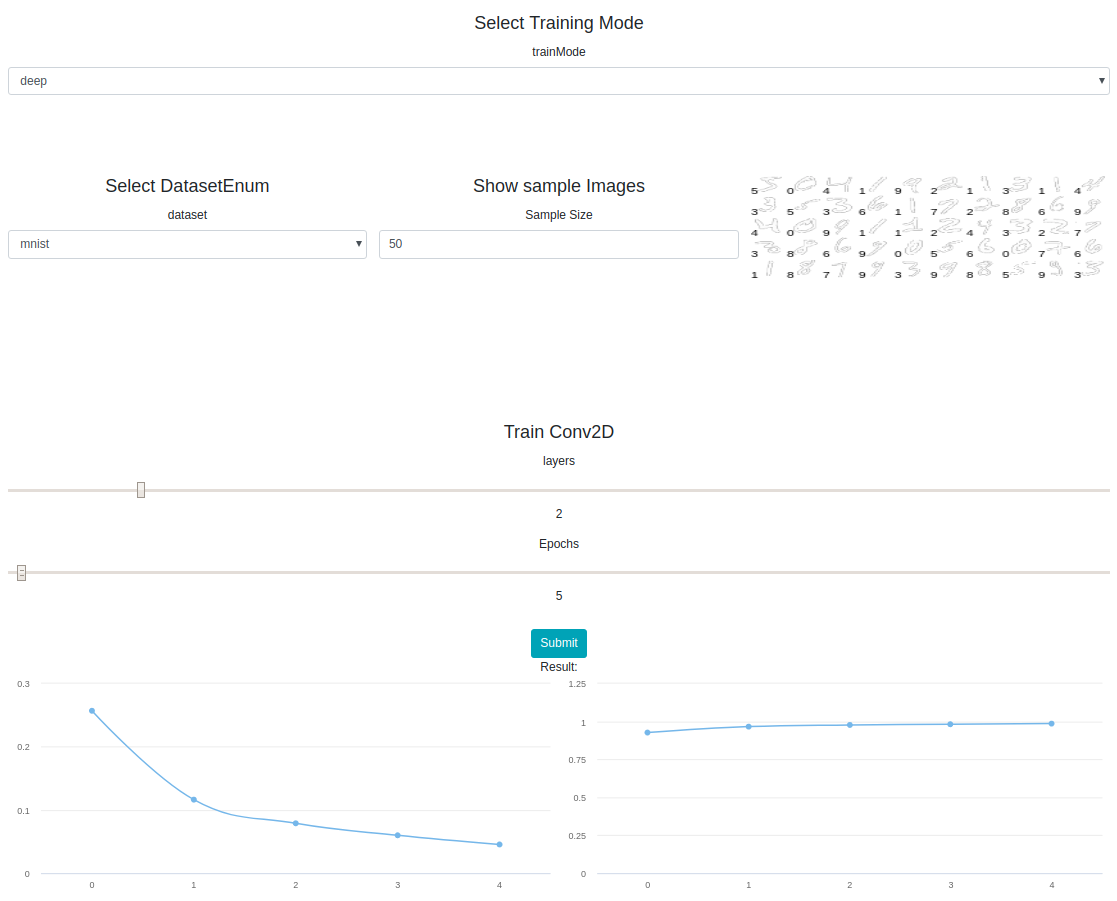 Select Training Mode
trainMode
deep
Select DatasetEnum
dataset
mnist
Show sample Images
Sample Size
50
5 0 4 1 9 2 1 3 1 4
3 5 3 6 1 7 2 8 6 9
4 0 9 1 1 2 4 3 2 7
3 8 6 9 0 5 6 0 7 6
1 8 7 9 3 9 8 5 9 3
Train Conv2D
layers
2
Epochs
5
Submit
Result:
0.3
0.2
0.1
0
0 1 2 3 4
1.25
1
0.75
0.5
0.25
0
0 1 2 3 4